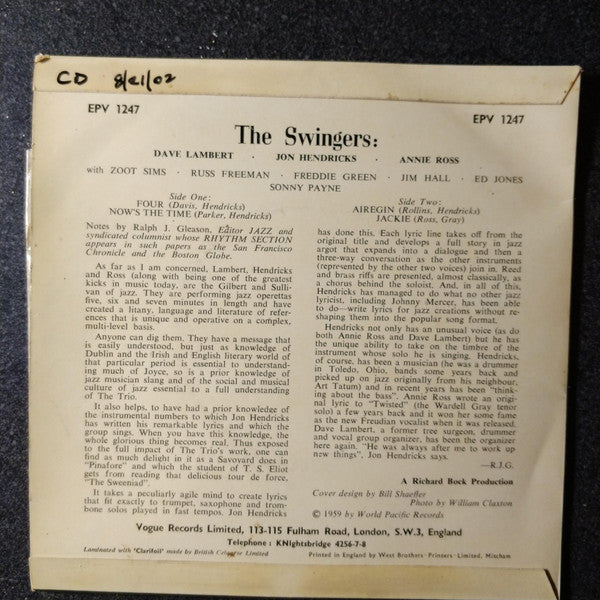 CD 8/21/02
EPV 1247
EPV 1247
The Swingers:
DAVE LAMBERT · JON HENDRICKS · ANNIE ROSS
with ZOOT SIMS · RUSS FREEMAN · FREDDIE GREEN · JIM HALL · ED JONES
SONNY PAYNE
Side One:
FOUR (Davis, Hendricks)
NOW'S THE TIME (Parker, Hendricks)
Side Two:
AIREGIN (Rollins, Hendricks)
JACKIE (Ross, Gray)
Notes by Ralph J. Gleason, Editor JAZZ and
syndicated columnist whose RHYTHM SECTION
appears in such papers as the San Francisco
Chronicle and the Boston Globe.
As far as I am concerned, Lambert, Hendricks
and Ross (along with being one of the greatest
kicks in music today, are the Gilbert and Sulli-
van of jazz. They are performing jazz operettas
five, six and seven minutes in length and have
created a litany, language and literature of refer-
ences that is unique and operative on a complex,
multi-level basis.
Anyone can dig them. They have a message that
is easily understood, but just as knowledge of
Dublin and the Irish and English literary world of
that particular period is essential to understand-
ing much of Joyce, so is a prior knowledge of
jazz musician slang and of the social and musical
culture of jazz essential to a full understanding
of The Trio.
It also helps, to have had a prior knowledge of
the instrumental numbers to which Jon Hendricks
has written his remarkable lyrics and which the
group sings. When you have this knowledge, the
whole glorious thing becomes real. Thus exposed
to the full impact of The Trio's work, one can
find as much delight in it as a Savoyard does in
"Pinafore" and which the student of T. S. Eliot
gets from reading that delicious tour de force,
"The Sweeniad".
It takes a peculiarly agile mind to create lyrics
that fit exactly to trumpet, saxophone and trom-
bone solos played in fast tempos. Jon Hendricks
has done this. Each lyric line takes off from the
original title and develops a full story in jazz
argot that expands into a dialogue and then a
three-way conversation as the other instruments
(represented by the other two voices) join in. Reed
and brass riffs are presented, almost classically, as
a chorus behind the soloist. And, in all of this,
Hendricks has managed to do what no other jazz
lyricist, including Johnny Mercer, has been able
to do—write lyrics for jazz creations without re-
shaping them into the popular song format.
Hendricks not only has an unusual voice (as do
both Annie Ross and Dave Lambert) but he has
the unique ability to take on the timbre of the
instrument whose solo he is singing. Hendricks,
of course, has been a musician (he was a drummer
in Toledo, Ohio, bands some years back and
picked up on jazz originally from his neighbour,
Art Tatum) and in recent years has been "think-
ing about the bass". Annie Ross wrote an origi-
nal lyric to "Twisted" (the Wardell Gray tenor
solo) a few years back and it won her some fame
as the new Freudian vocalist when it was released.
Dave Lambert, a former tree surgeon, drummer
and vocal group organizer, has been the organizer
here again. "He was always after me to work up
new things". Jon Hendricks says.
—R.J.G.
A Richard Bock Production
Cover design by Bill Shaeffer
Photo by William Claxton
© 1959 by World Pacific Records
Vogue Records Limited, 113-115 Fulham Road, London, S.W.3, England
Telephone: KNIghtsbridge 4256-7-8
Laminated with 'Clarifoil' made by British Celanese Limited
Printed in England by West Brothers Printers Limited, Mitcham